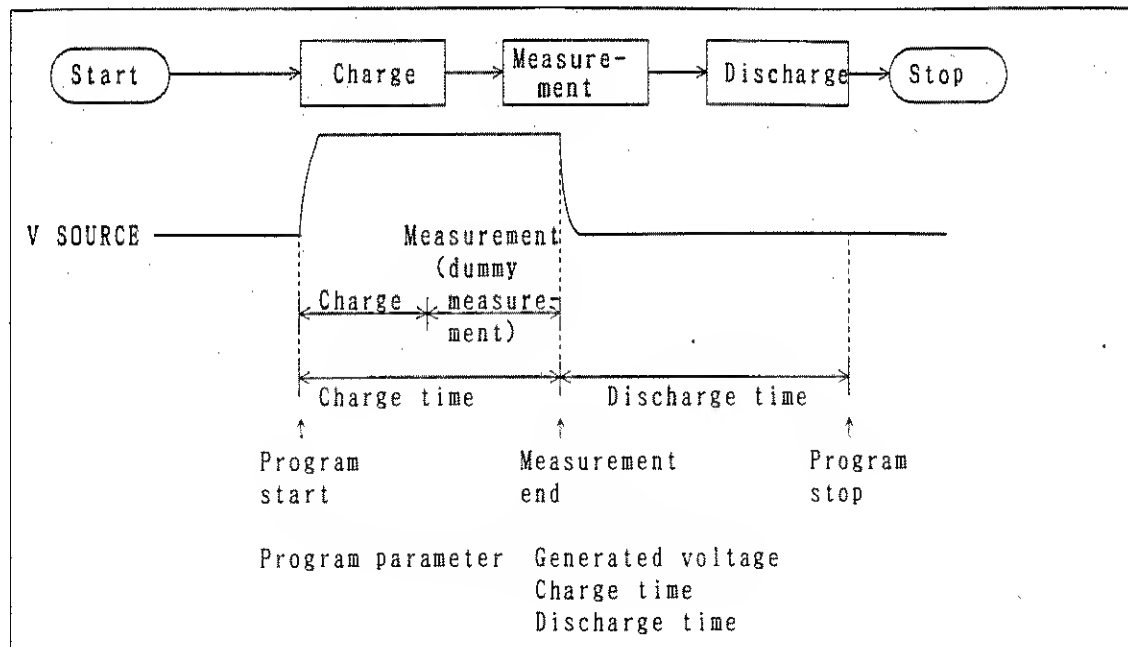 Start
Charge
Measure-
ment
Discharge
Stop
V SOURCE
Measurement
(dummy
measure-
ment)
Charge
Charge time
Discharge time
Program
start
Measurement
end
Program
stop
Program parameter Generated voltage
Charge time
Discharge time